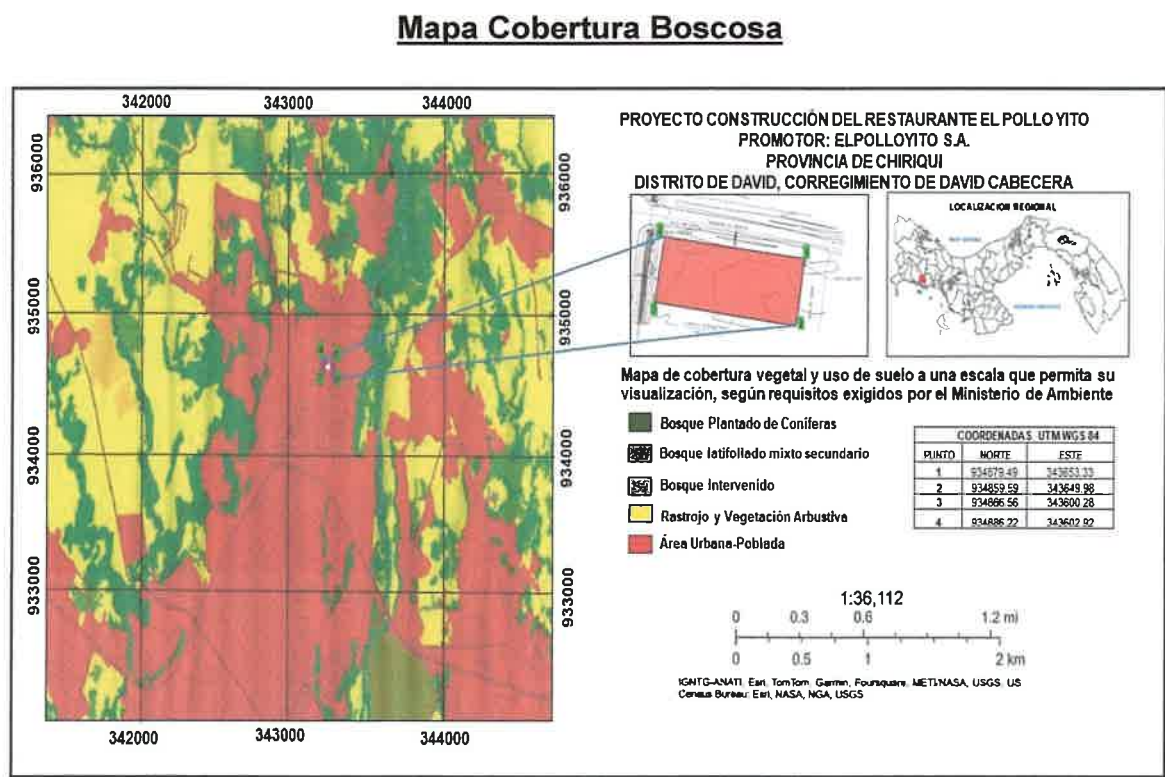 Mapa Cobertura Boscosa
342000 343000 344000
936000 936000
935000 935000
934000 934000
933000 933000
342000 343000 344000
PROYECTO CONSTRUCCIÓN DEL RESTAURANTE EL POLLO YITO
PROMOTOR: ELPOLLOYITO S.A.
PROVINCIA DE CHIRIQUI
DISTRITO DE DAVID, CORREGIMIENTO DE DAVID CABECERA
LOCALIZACION REGIONAL
Mapa de cobertura vegetal y uso de suelo a una escala que permita su
visualización, según requisitos exigidos por el Ministerio de Ambiente
Bosque Plantado de Coníferas
Bosque latifoliado mixto secundario
Bosque Intervenido
Rastrojo y Vegetación Arbustiva
Área Urbana-Poblada
COORDENADAS UTM WGS 84
PUNTO NORTE ESTE
1 934879.49 343653.33
2 934859.59 343649.98
3 934866.56 343600.28
4 934886.22 343602.92
1:36,112
0 0.3 0.6 1.2 mi
0 0.5 1 2 km
IGNTG-ANATI, Esri, TomTom, Garmin, Foursquare, METI/NASA, USGS, US
Census Bureau: Esri, NASA, NGA, USGS